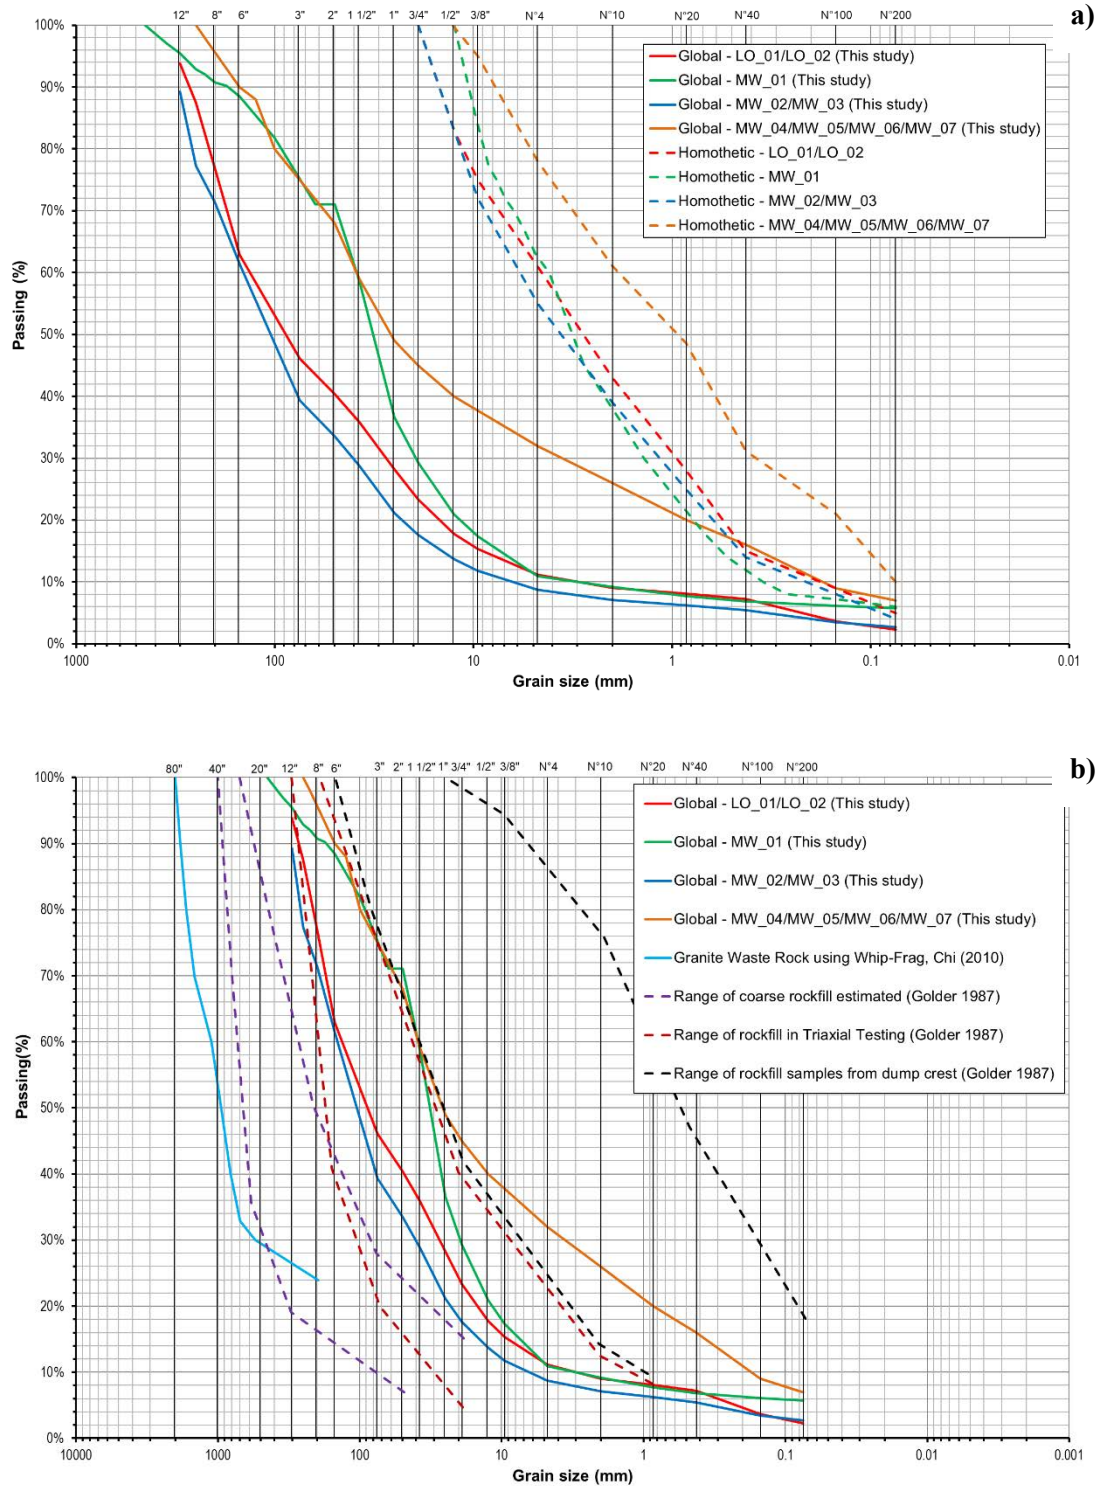 12" 8" 6" 3" 2" 1 1/2" 1" 3/4" 1/2" 3/8" N°4 N°10 N°20 N°40 N°100 N°200
a)
100%
90%
80%
70%
60%
50%
40%
30%
20%
10%
0%
Passing (%)
Global - LO_01/LO_02 (This study)
Global - MW_01 (This study)
Global - MW_02/MW_03 (This study)
Global - MW_04/MW_05/MW_06/MW_07 (This study)
Homothetic - LO_01/LO_02
Homothetic - MW_01
Homothetic - MW_02/MW_03
Homothetic - MW_04/MW_05/MW_06/MW_07
1000 100 10 1 0.1 0.01
Grain size (mm)
80" 40" 20" 12" 8" 6" 3" 2" 1 1/2" 1" 3/4" 1/2" 3/8" N°4 N°10 N°20 N°40 N°100 N°200
b)
100%
90%
80%
70%
60%
50%
40%
30%
20%
10%
0%
Passing(%)
Global - LO_01/LO_02 (This study)
Global - MW_01 (This study)
Global - MW_02/MW_03 (This study)
Global - MW_04/MW_05/MW_06/MW_07 (This study)
Granite Waste Rock using Whip-Frag, Chi (2010)
Range of coarse rockfill estimated (Golder 1987)
Range of rockfill in Triaxial Testing (Golder 1987)
Range of rockfill samples from dump crest (Golder 1987)
10000 1000 100 10 1 0.1 0.01 0.001
Grain size (mm)